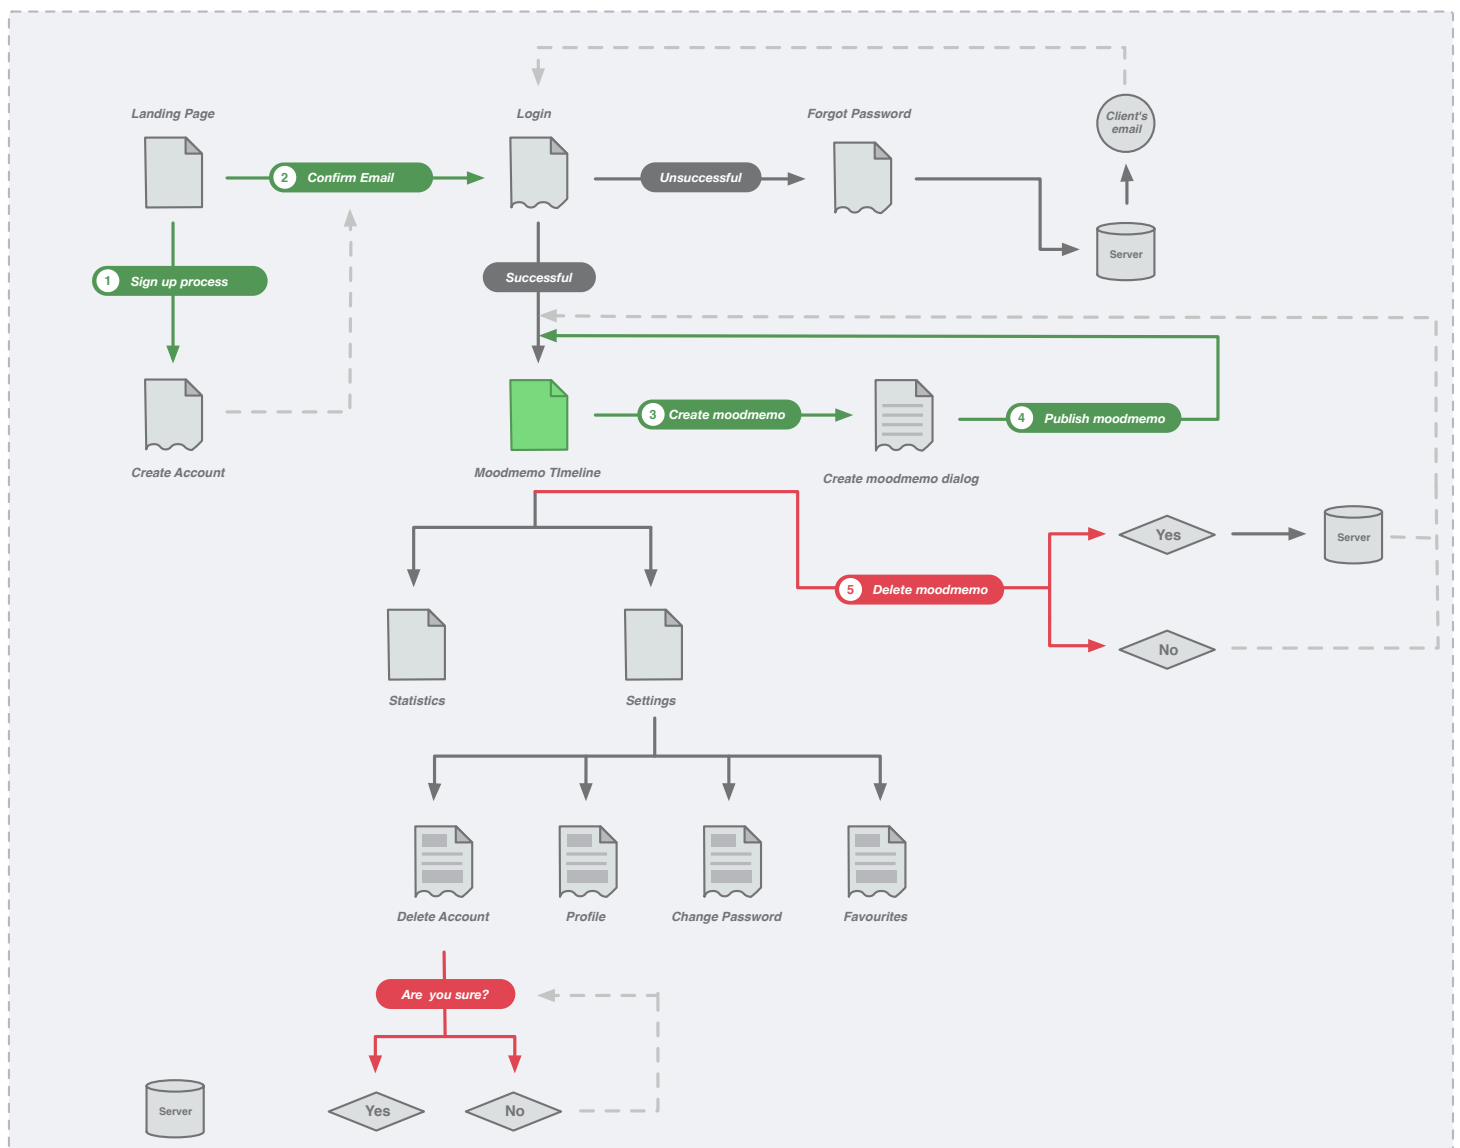 Landing Page
Login
Forgot Password
Client's
email
2 Confirm Email
Unsuccessful
Server
1 Sign up process
Successful
3 Create moodmemo
4 Publish moodmemo
Create Account
Moodmemo TImeline
Create moodmemo dialog
Yes
Server
5 Delete moodmemo
No
Statistics
Settings
Delete Account
Profile
Change Password
Favourites
Are you sure?
Server
Yes
No